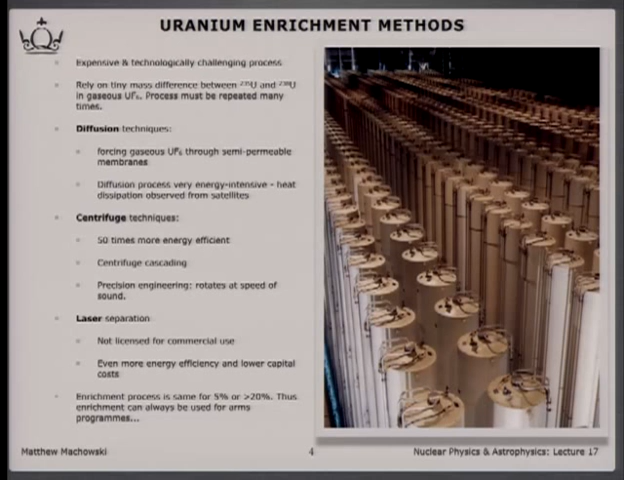 URANIUM ENRICHMENT METHODS
Expensive & technologically challenging process
Rely on tiny mass difference between ²³⁵U and ²³⁸U
in gaseous UF₆. Process must be repeated many
times.
Diffusion techniques:
forcing gaseous UF₆ through semi-permeable
membranes
Diffusion process very energy-intensive - heat
dissipation observed from satellites
Centrifuge techniques:
50 times more energy efficient
Centrifuge cascading
Precision engineering: rotates at speed of
sound.
Laser separation
Not licensed for commercial use
Even more energy efficiency and lower capital
costs
Enrichment process is same for 5% or >20%. Thus
enrichment can always be used for arms
programmes...
Matthew Machowski
4
Nuclear Physics & Astrophysics: Lecture 17